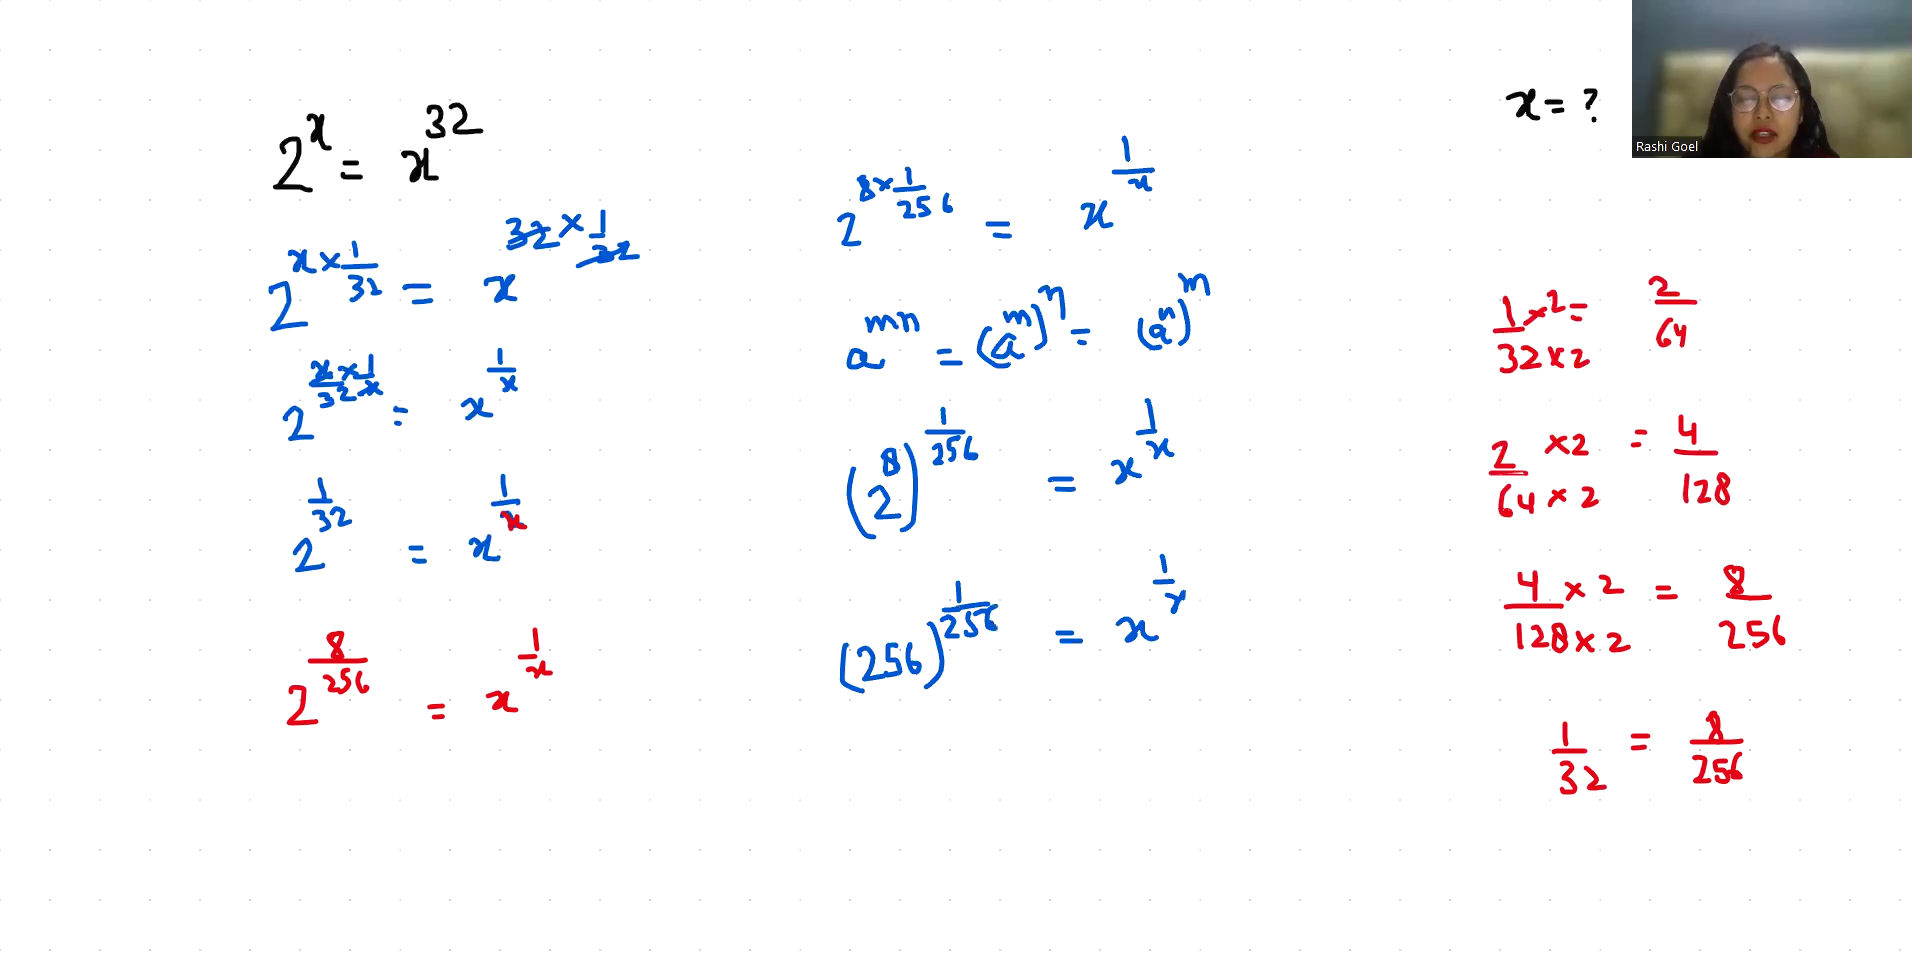 2^x = x^32
2^(x × 1/32) = x^(32 × 1/32)
2^(x/32 × 1/x) = x^(1/x)
2^(1/32) = x^(1/x)
2^(8/256) = x^(1/x)
2^(8 × 1/256) = x^(1/x)
a^mn = (a^m)^n = (a^n)^m
(2^8)^(1/256) = x^(1/x)
(256)^(1/256) = x^(1/x)
x = ?
Rashi Goel
1/32 × 2/× 2 = 2/64
2/64 × 2/× 2 = 4/128
4/128 × 2/× 2 = 8/256
1/32 = 8/256